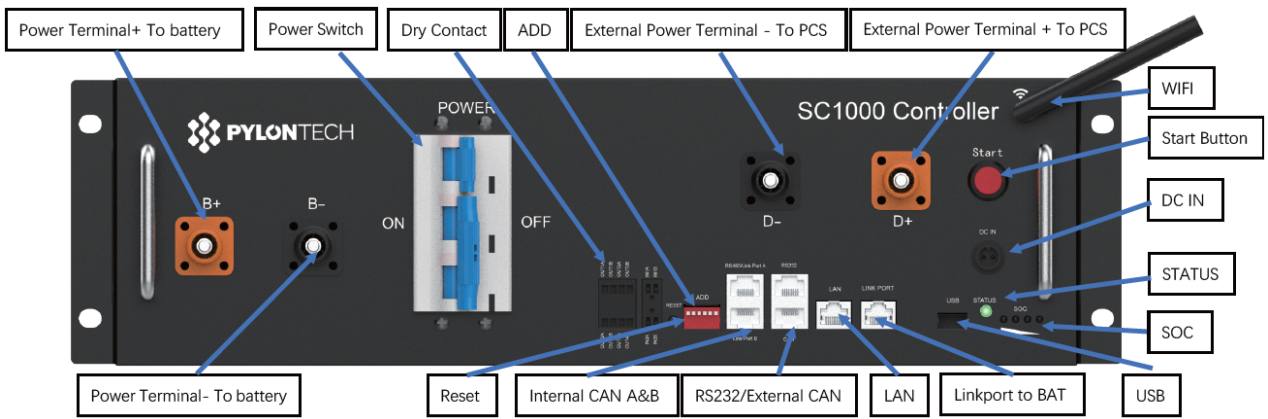 Power Terminal+ To battery
Power Switch
Dry Contact
ADD
External Power Terminal - To PCS
External Power Terminal + To PCS
WIFI
POWER
SC1000 Controller
PYLONTECH
Start Button
Start
B+
B-
ON
OFF
D-
D+
DC IN
DC IN
RS485/Link Port A
RS232
STATUS
RESET
ADD
LAN
LINK PORT
USB
STATUS
SOC
SOC
Link Port B
CAN
Power Terminal- To battery
Reset
Internal CAN A&B
RS232/External CAN
LAN
Linkport to BAT
USB